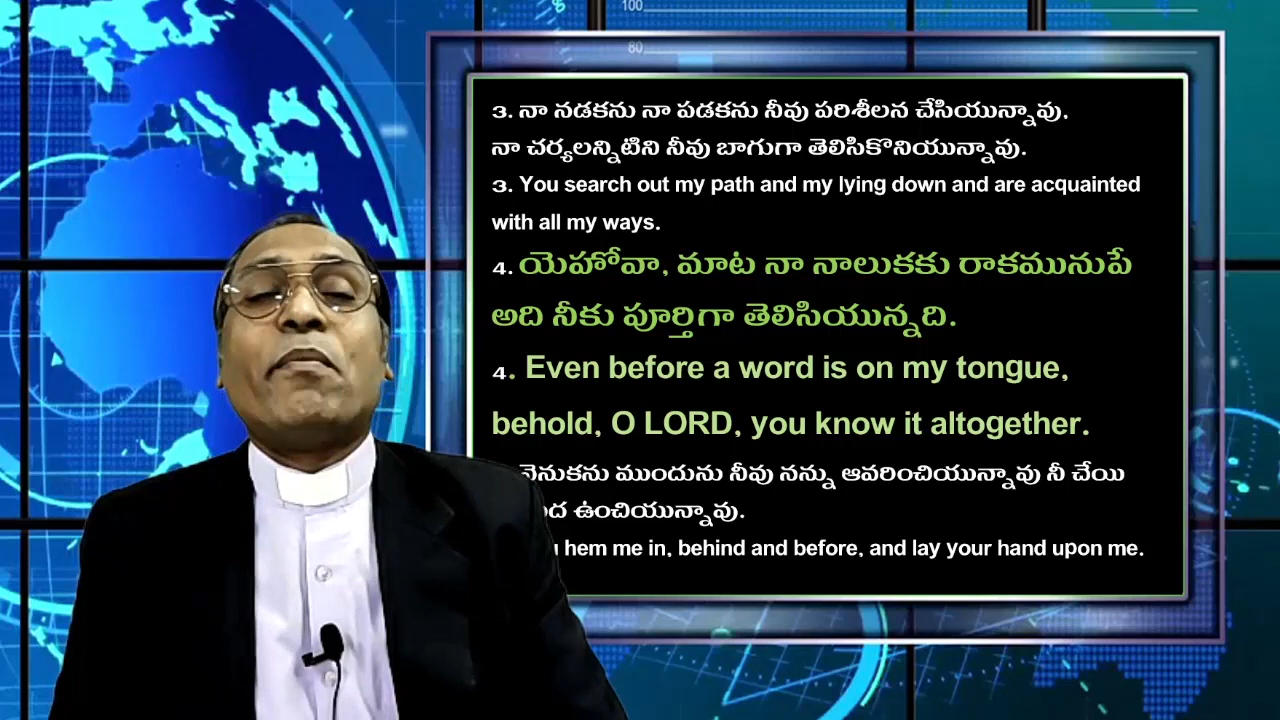 100
80
3. నా నడకను నా పడకను నీవు పరిశీలన చేసియున్నావు.
నా చర్యలన్నిటిని నీవు బాగుగా తెలిసికొనియున్నావు.
3. You search out my path and my lying down and are acquainted
with all my ways.
4. యెహోవా, మాట నా నాలుకకు రాకమునుపే
అది నీకు పూర్తిగా తెలిసియున్నది.
4. Even before a word is on my tongue,
behold, O LORD, you know it altogether.
వెనుకను ముందును నీవు నన్ను ఆవరించియున్నావు నీ చేయి
ఉంచియున్నావు.
hem me in, behind and before, and lay your hand upon me.